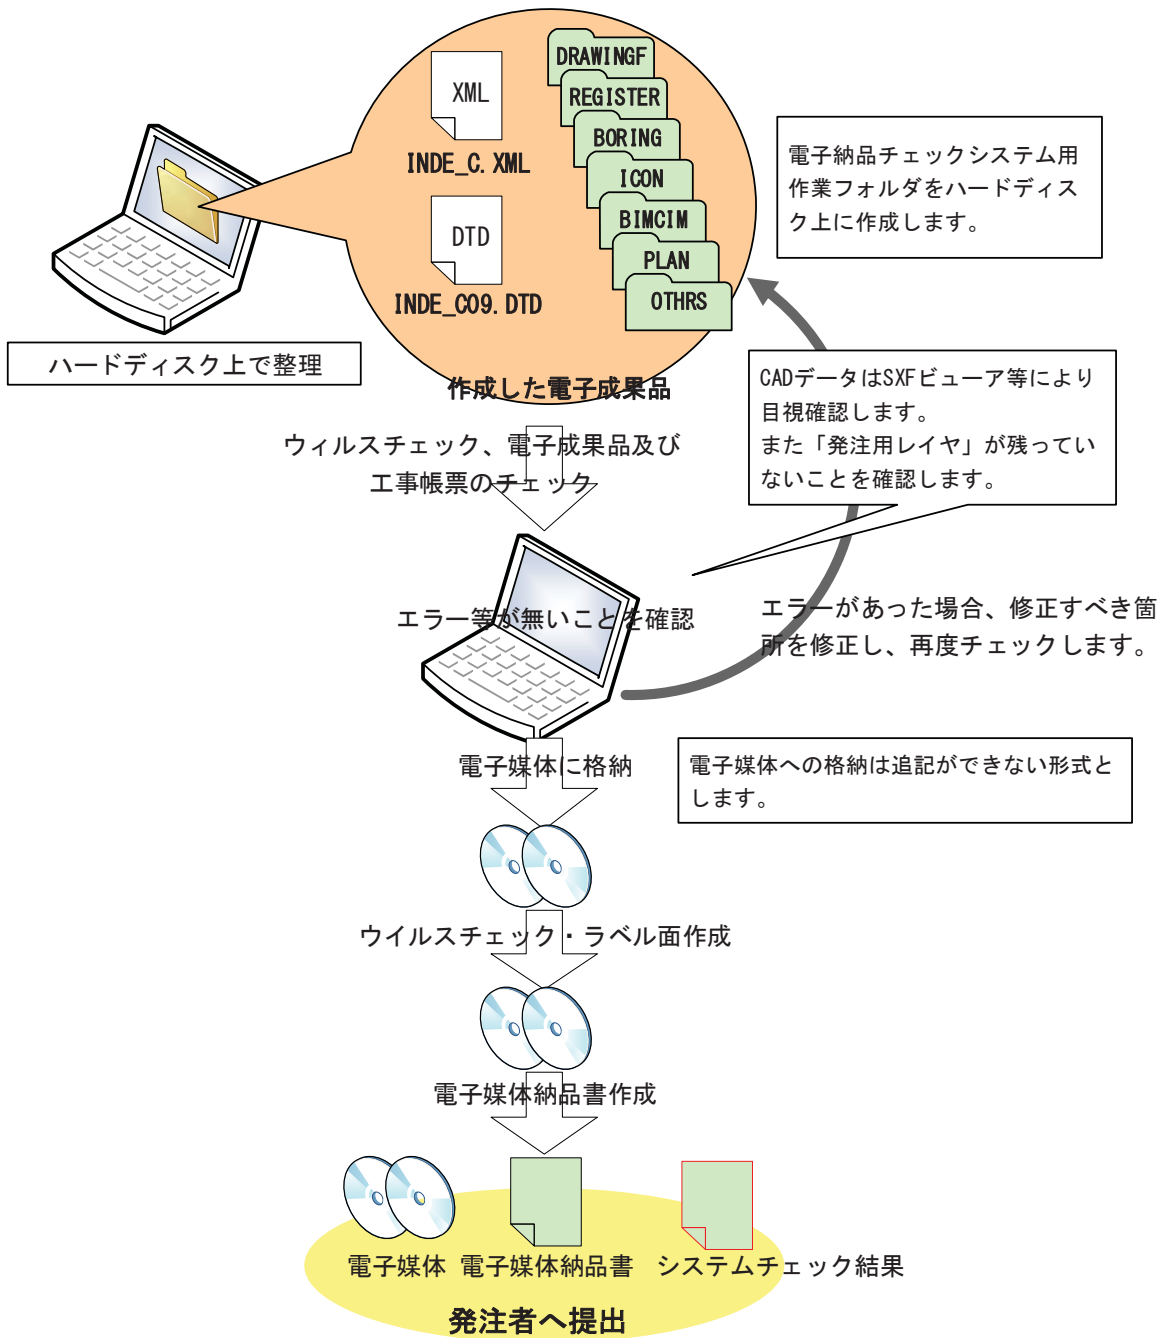 XML
INDE_C.XML
DTD
INDE_C09.DTD
DRAWINGF
REGISTER
BORING
ICON
BIMCIM
PLAN
OTHRS
作成した電子成果品
ハードディスク上で整理
電子納品チェックシステム用
作業フォルダをハードディス
ク上に作成します。
CADデータはSXFビューア等により
目視確認します。
また「発注用レイヤ」が残ってい
ないことを確認します。
ウィルスチェック、電子成果品及び
工事帳票のチェック
エラー等が無いことを確認
エラーがあった場合、修正すべき箇
所を修正し、再度チェックします。
電子媒体に格納
電子媒体への格納は追記ができない形式と
します。
ウイルスチェック・ラベル面作成
電子媒体納品書作成
電子媒体
電子媒体納品書
システムチェック結果
発注者へ提出